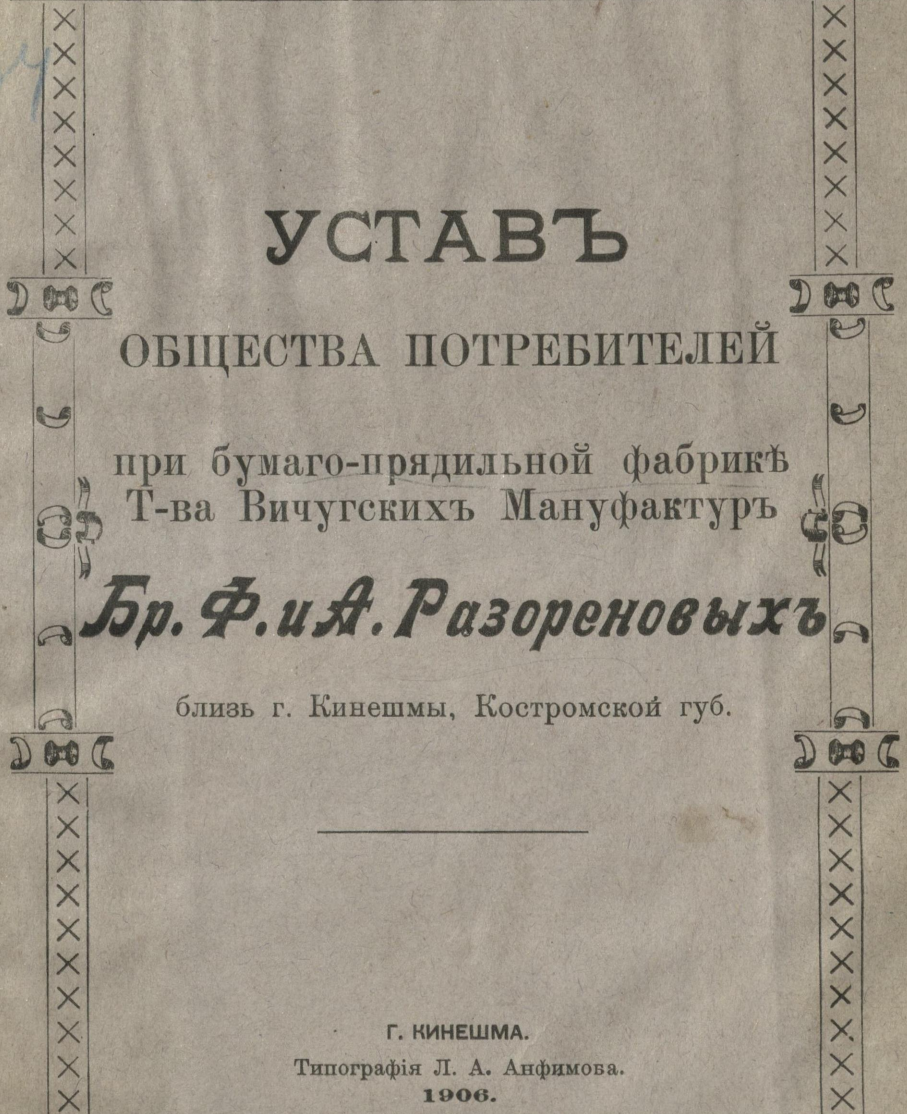 УСТАВЪ
ОБЩЕСТВА ПОТРЕБИТЕЛЕЙ
при бумаго-прядильной фабрикѣ
Т-ва Вичугскихъ Мануфактуръ
Бр. Ф. и А. Разореновыхъ
близь г. Кинешмы, Костромской губ.
Г. КИНЕШМА.
Типографія Л. А. Анфимова.
1906.